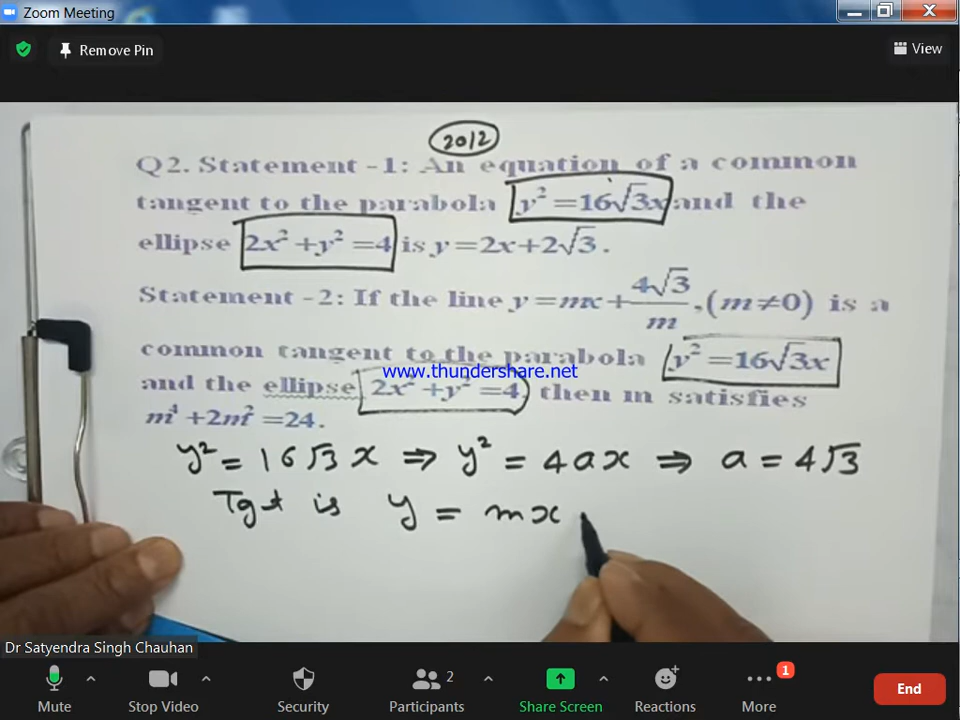 Zoom Meeting
Remove Pin
View
2012
Q2. Statement -1: An equation of a common
tangent to the parabola y²=16√3x and the
ellipse 2x²+y²=4 is y=2x+2√3.
Statement -2: If the line y=mx+4√3/m,(m≠0) is a
common tangent to the parabola y²=16√3x
www.thundershare.net
and the ellipse 2x²+y²=4, then m satisfies
m⁴+2m²=24.
y² = 16√3 x ⇒ y² = 4ax ⇒ a = 4√3
Tgt is y = mx
Dr Satyendra Singh Chauhan
2
1
Mute
Stop Video
Security
Participants
Share Screen
Reactions
More
End